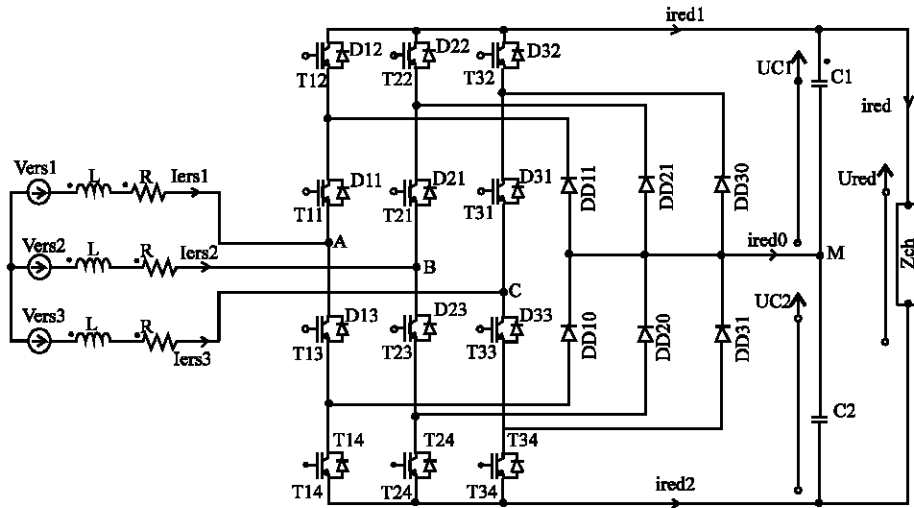 ired1
D12 D22 D32
T12 T22 T32
UC1 C1
ired
Vers1 L R Iers1
D11 D21 D31
T11 T21 T31
DD11 DD21 DD30
Ured
A
Vers2 L R Iers2
B
ired0
M
Zch
C
Vers3 L R Iers3
D13 D23 D33
T13 T23 T33
DD10 DD20 DD31
UC2
C2
T14 T24 T34
T14 T24 T34
ired2